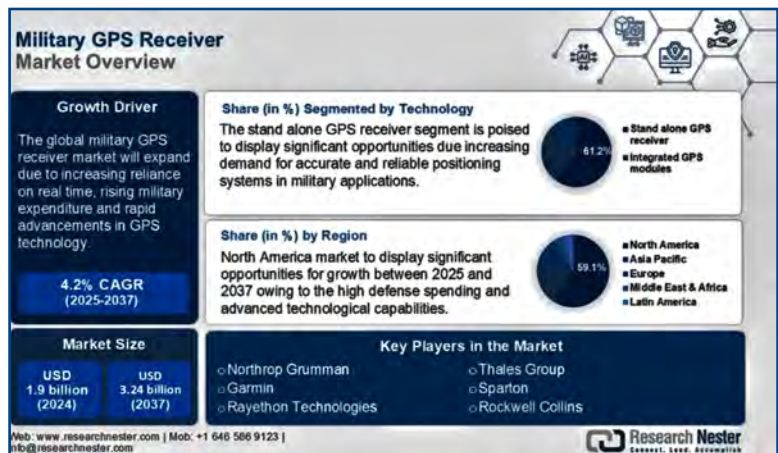 Military GPS Receiver
Market Overview
Growth Driver
The global military GPS
receiver market will expand
due to increasing reliance
on real time, rising military
expenditure and rapid
advancements in GPS
technology.
4.2% CAGR
(2025-2037)
Share (in %) Segmented by Technology
The stand alone GPS receiver segment is poised
to display significant opportunities due increasing
demand for accurate and reliable positioning
systems in military applications.
61.2%
Stand alone GPS
receiver
Integrated GPS
modules
Share (in %) by Region
North America market to display significant
opportunities for growth between 2025 and
2037 owing to the high defense spending and
advanced technological capabilities.
59.1%
North America
Asia Pacific
Europe
Middle East & Africa
Latin America
Market Size
USD
1.9 billion
(2024)
USD
3.24 billion
(2037)
Key Players in the Market
Northrop Grumman
Garmin
Rayethon Technologies
Thales Group
Sparton
Rockwell Collins
Web: www.researchnester.com | Mob: +1 646 586 9123 |
info@researchnester.com
Research Nester
Connect. Lead. Accomplish